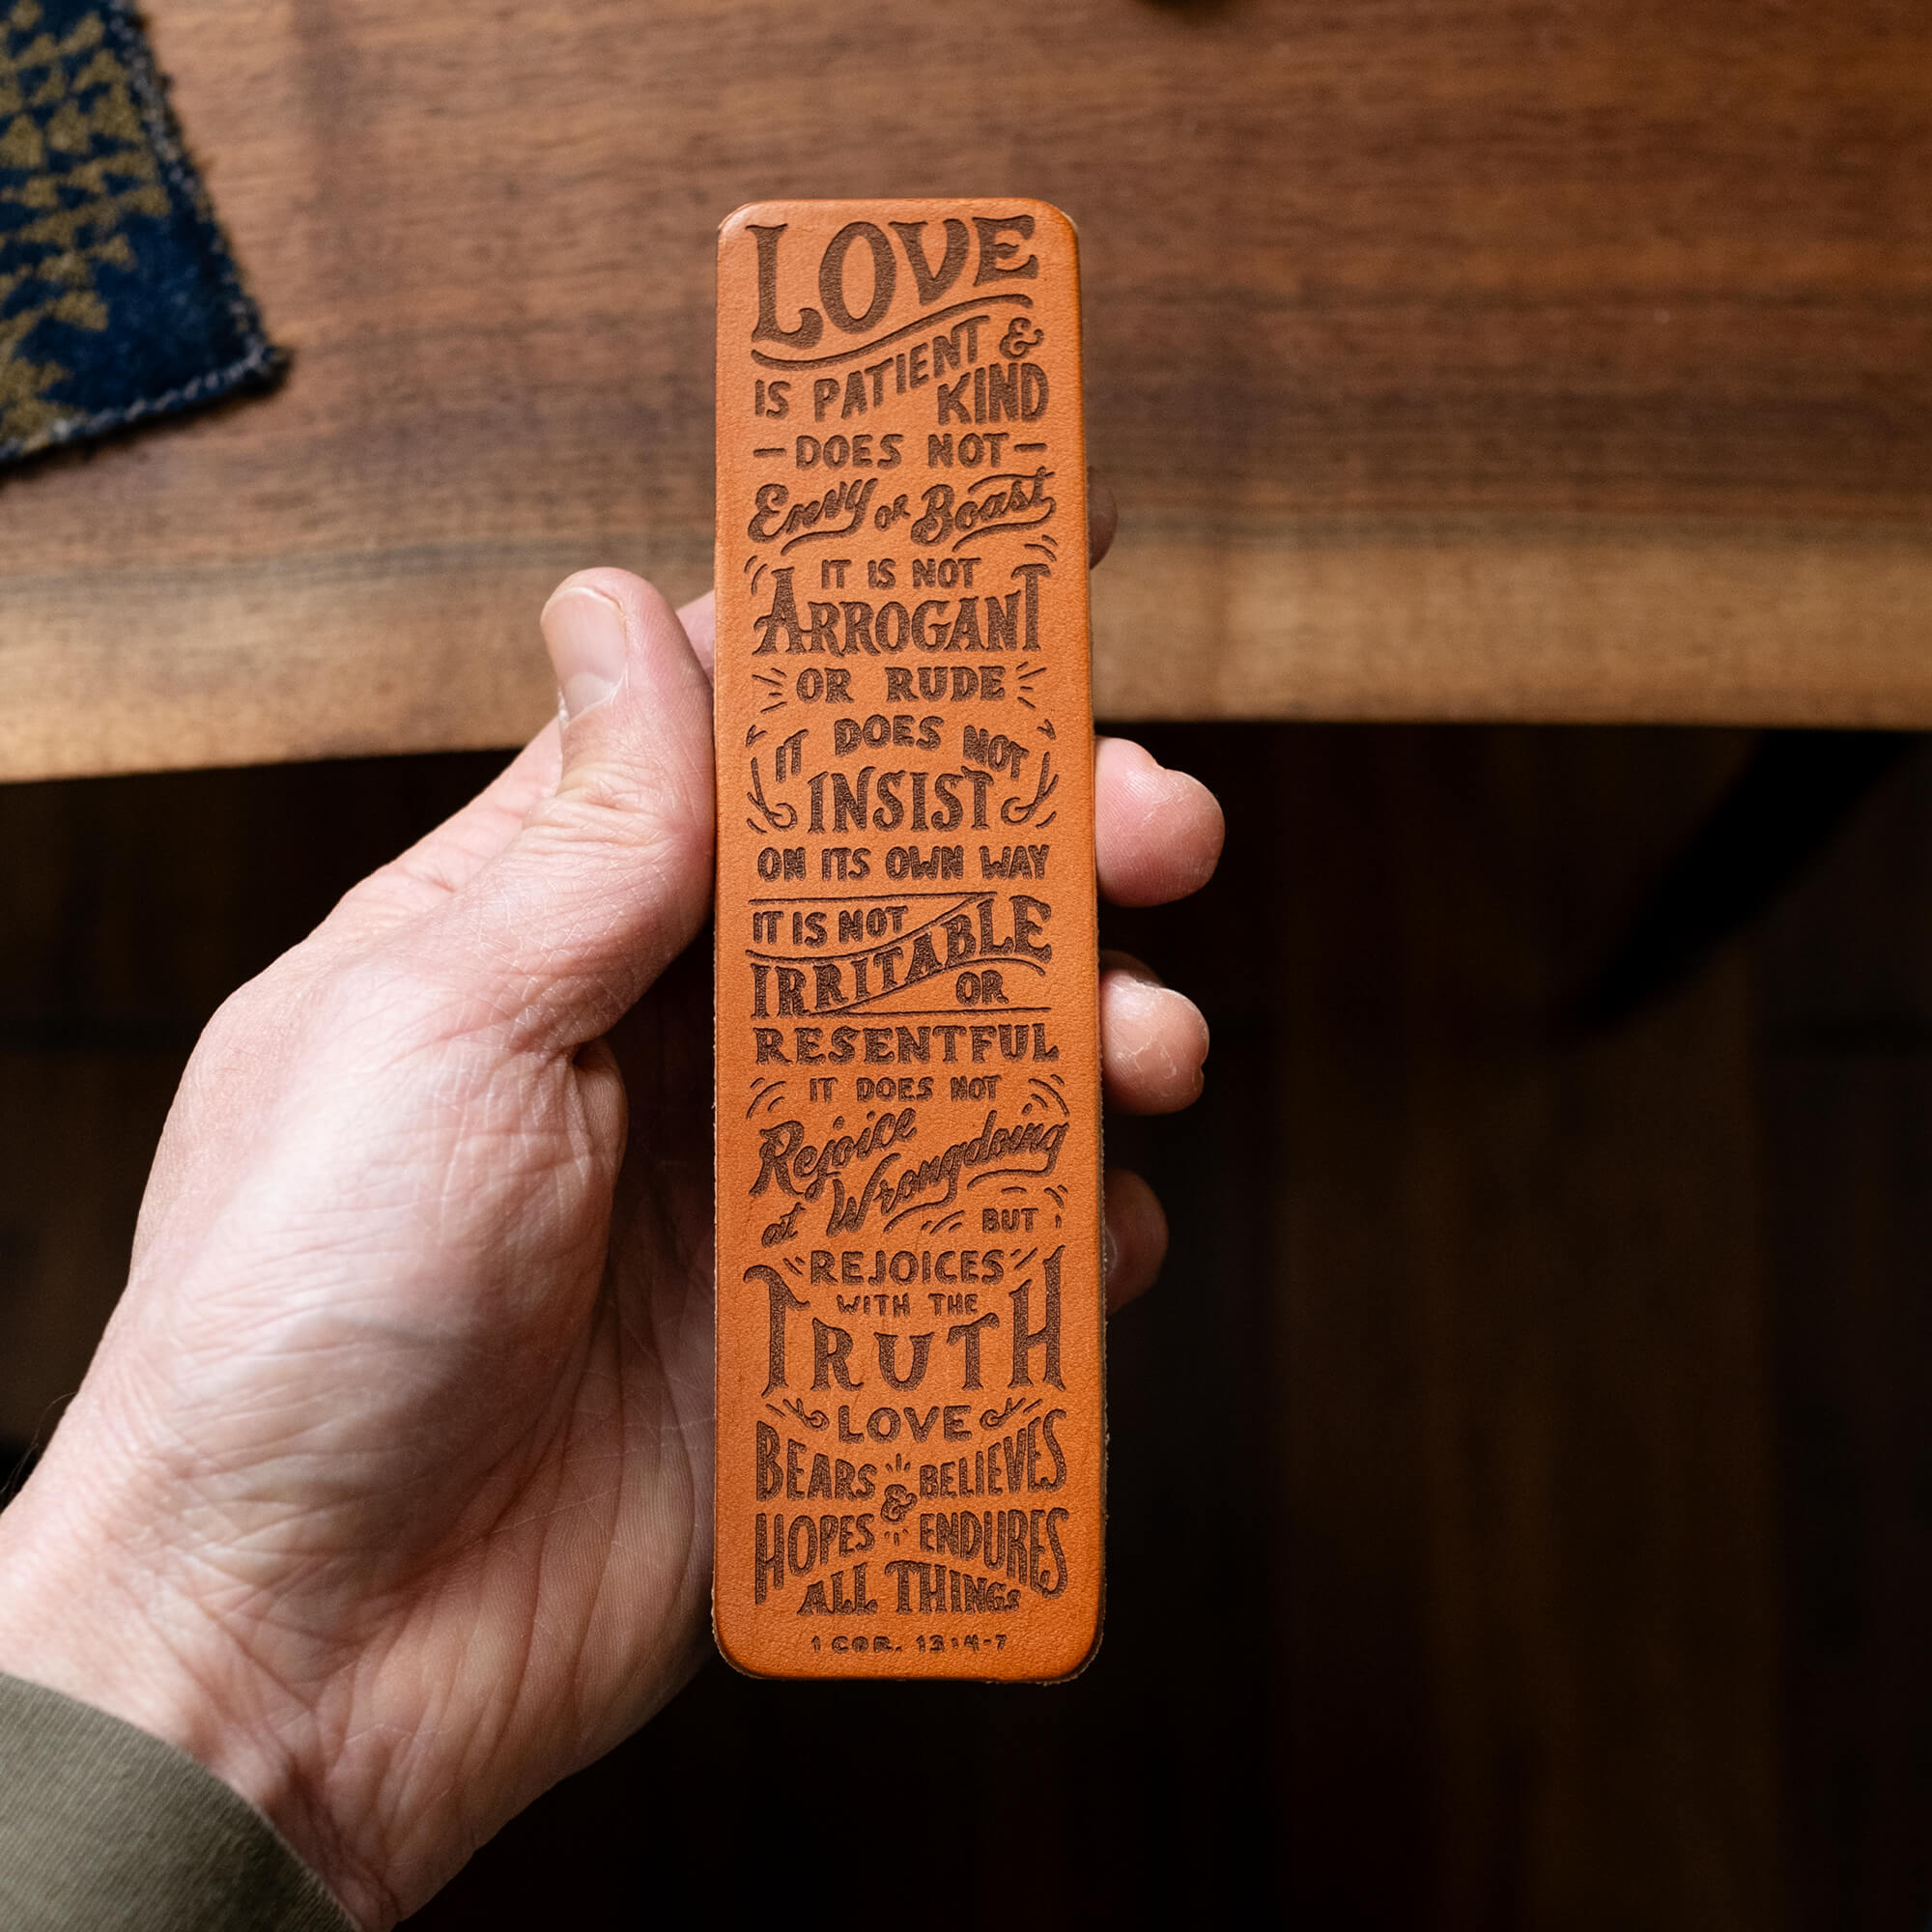 LOVE
IS PATIENT &
KIND
- DOES NOT -
Envy or Boast
IT IS NOT
ARROGANT
OR RUDE
IT DOES NOT
INSIST
ON ITS OWN WAY
IT IS NOT
IRRITABLE
OR
RESENTFUL
IT DOES NOT
Rejoice
at Wrongdoing
BUT
REJOICES
WITH THE
TRUTH
LOVE
BEARS & BELIEVES
HOPES ENDURES
ALL THINGS
1 COR. 13:4-7